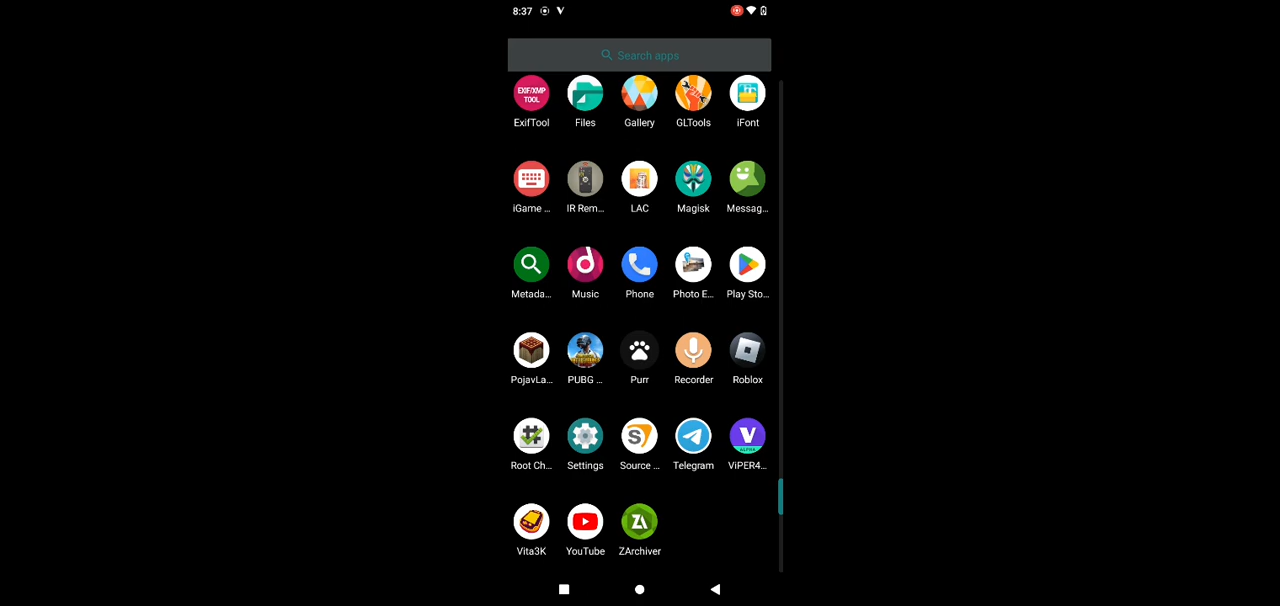 8:37
Search apps
EXIF/XMP
TOOL
ExifTool
Files
Gallery
GLTools
iFont
iGame ...
IR Rem...
LAC
Magisk
Messag...
Metada...
Music
Phone
Photo E...
Play Sto...
PojavLa...
PUBG ...
Purr
Recorder
Roblox
Root Ch...
Settings
Source ...
Telegram
V
ALPHA
ViPER4...
Vita3K
YouTube
ZA
ZArchiver